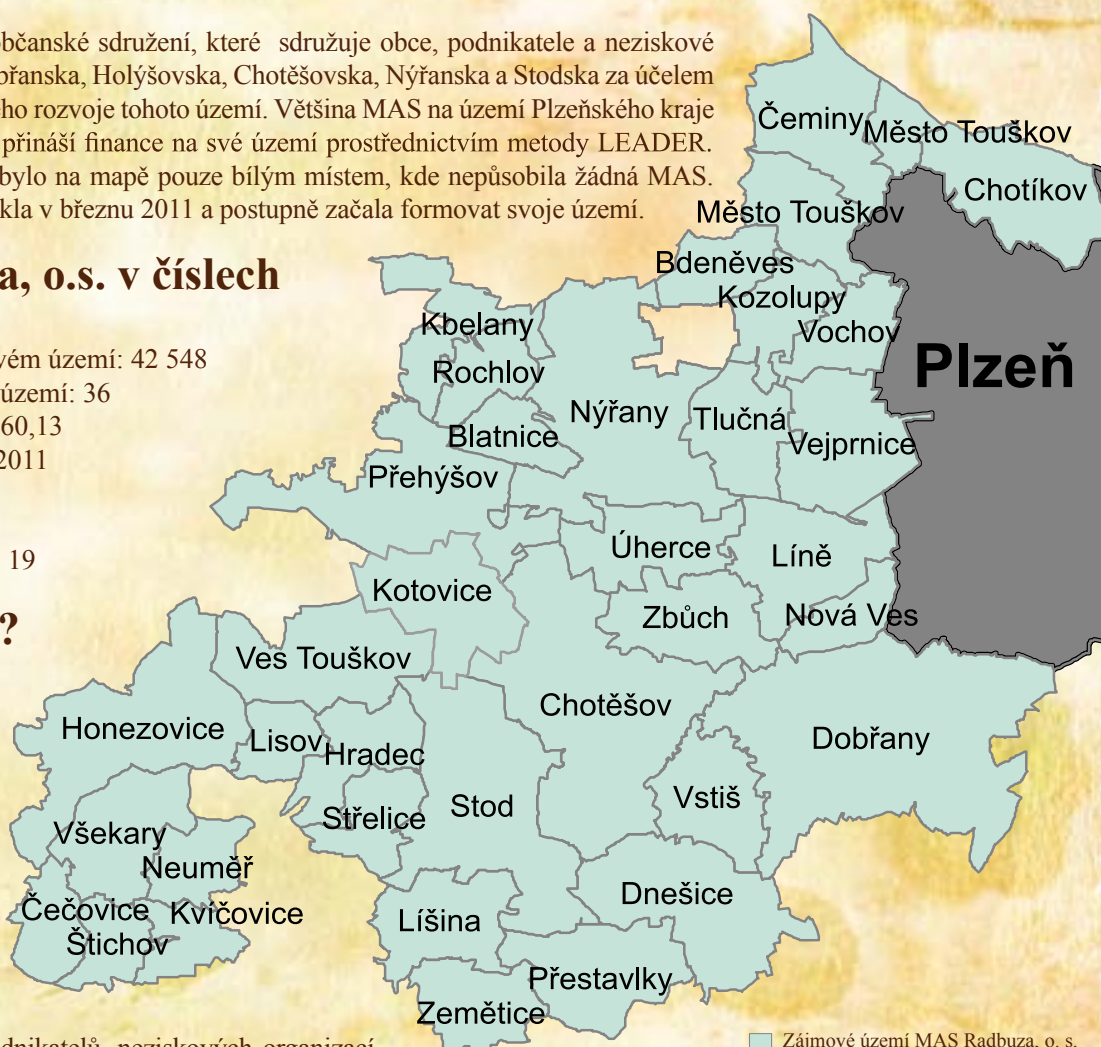 občanské sdružení, které sdružuje obce, podnikatele a neziskové
Holýšovska, Chotěšovska, Nýřanska a Stodska za účelem
rozvoje tohoto území. Většina MAS na území Plzeňského kraje
přináší finance na své území prostřednictvím metody LEADER.
bylo na mapě pouze bílým místem, kde nepůsobila žádná MAS.
v březnu 2011 a postupně začala formovat svoje území.
a, o.s. v číslech
území: 42 548
území: 36
60,13
2011
19
?
Čeminy
Město Touškov
Chotíkov
Město Touškov
Bdeněves
Kozolupy
Vochov
Kbelany
Rochlov
Plzeň
Nýřany
Tlučná
Blatnice
Vejprnice
Přehýšov
Úherce
Líně
Kotovice
Zbůch
Nová Ves
Ves Touškov
Chotěšov
Honezovice
Lisov
Hradec
Dobřany
Stod
Vstiš
Střelice
Všekary
Neuměř
Dnešice
Čečovice
Kvíčovice
Líšina
Štichov
Přestavlky
Zemětice
neziskových organizací
Zájmové území MAS Radbuza, o. s.